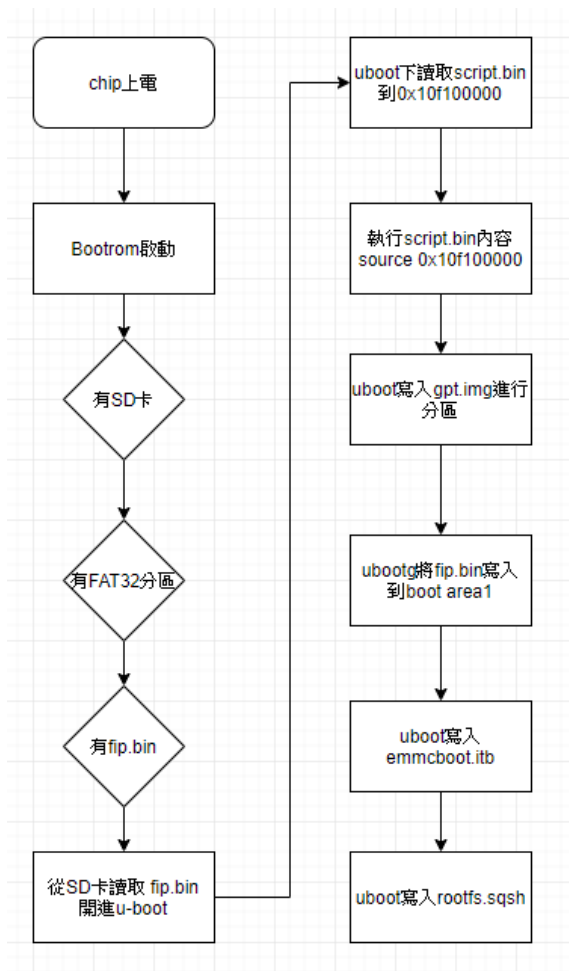 chip上電
Bootrom啟動
有SD卡
有FAT32分區
有fip.bin
從SD卡讀取 fip.bin
開進u-boot
uboot下讀取script.bin
到0x10f100000
執行script.bin內容
source 0x10f100000
uboot寫入gpt.img進行
分區
ubootg將fip.bin寫入
到boot area1
uboot寫入
emmcboot.itb
uboot寫入rootfs.sqsh